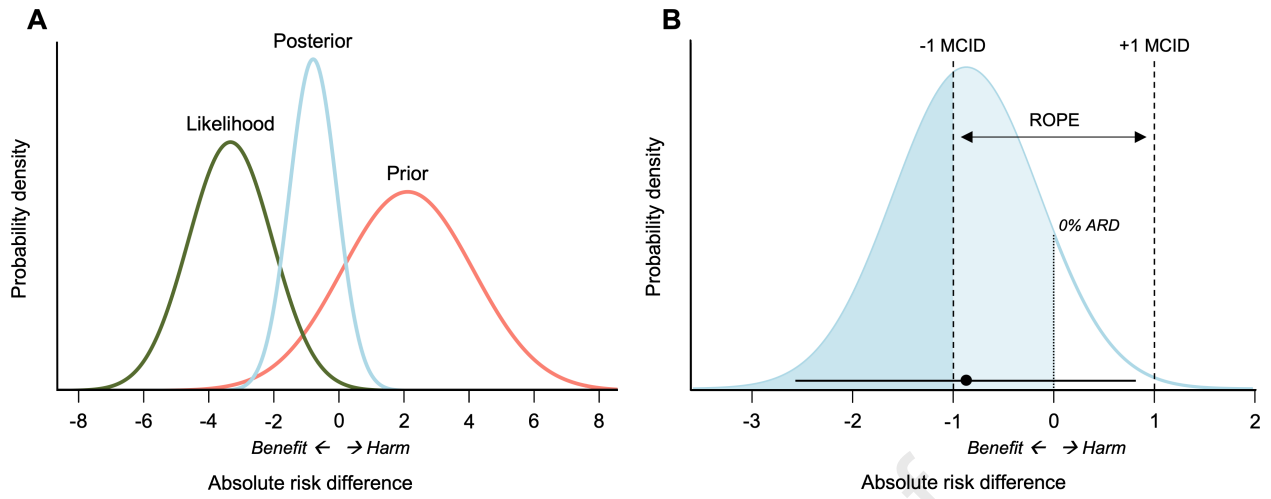 A
Posterior
Likelihood
Prior
Probability density
-8 -6 -4 -2 0 2 4 6 8
Benefit ← → Harm
Absolute risk difference
B
-1 MCID +1 MCID
ROPE
0% ARD
Probability density
-3 -2 -1 0 1 2
Benefit ← → Harm
Absolute risk difference